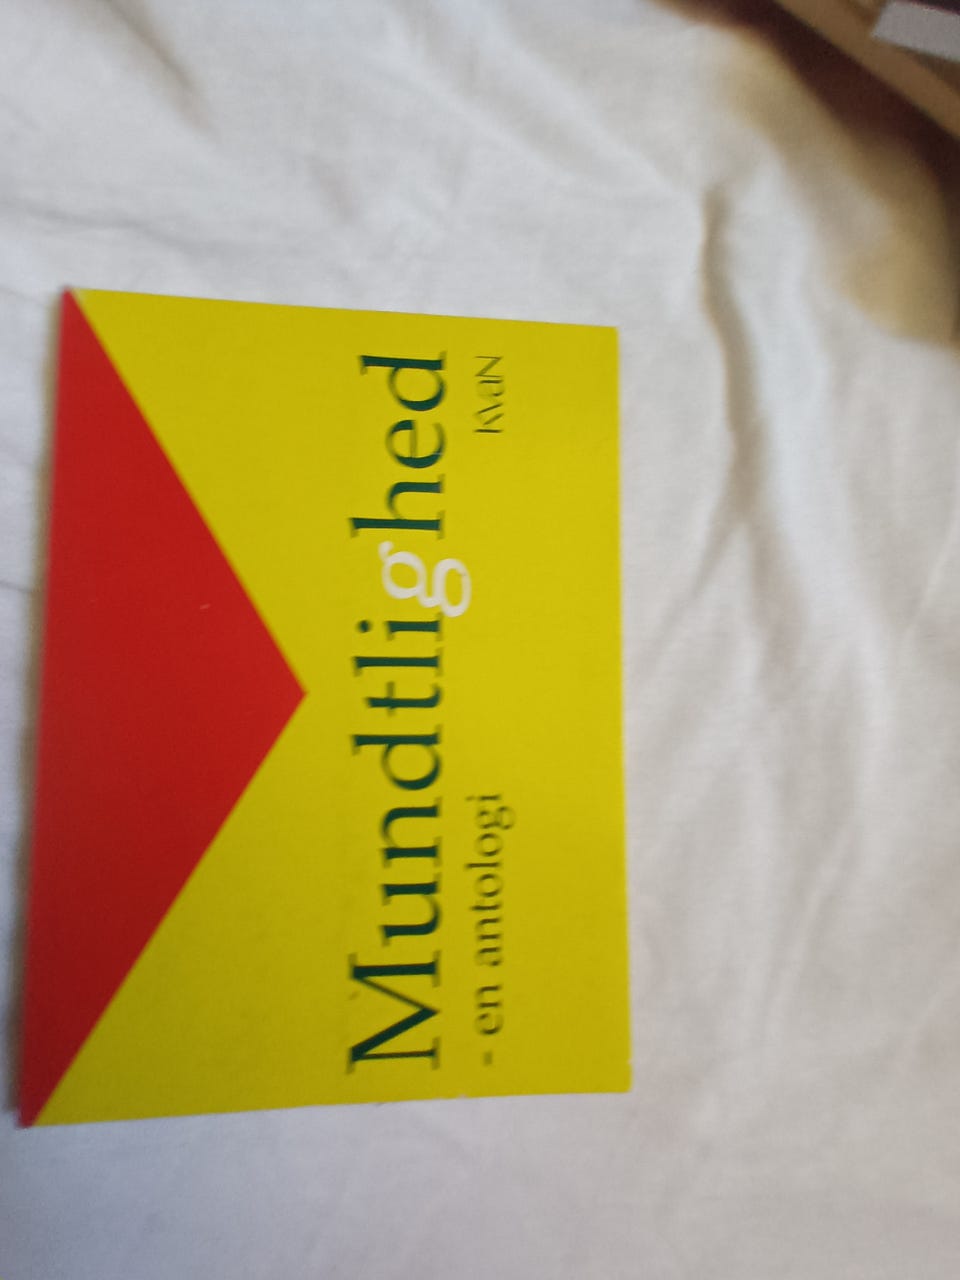 Mundtlighed
- en antologi
KvaN